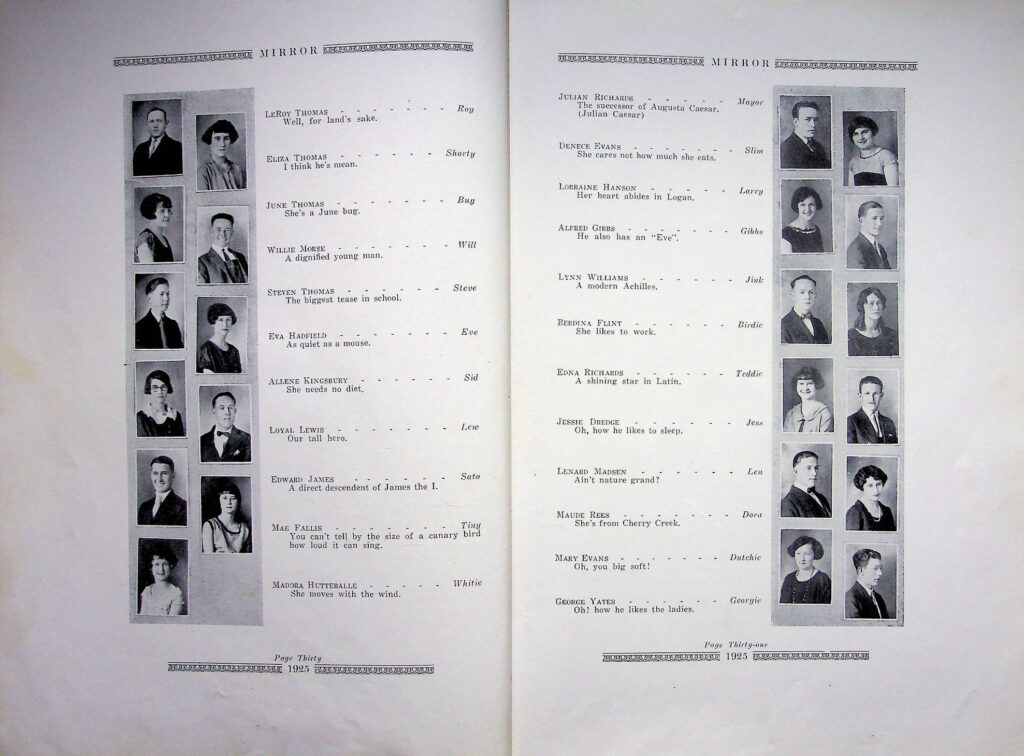 MIRROR
LEROY THOMAS - - - - - - - Roy
Well, for land's sake.
ELIZA THOMAS - - - - - - Shorty
I think he's mean.
JUNE THOMAS - - - - - - - Bug
She's a June bug.
WILLIE MORSE - - - - - - - Will
A dignified young man.
STEVEN THOMAS - - - - - - Steve
The biggest tease in school.
EVA HADFIELD - - - - - - - Eve
As quiet as a mouse.
ALLENE KINGSBURY - - - - - - Sid
She needs no diet.
LOYAL LEWIS - - - - - - - Lew
Our tall hero.
EDWARD JAMES - - - - - - Sato
A direct descendent of James the I.
MAE FALLIS - - - - - - - Tiny
You can't tell by the size of a canary bird
how loud it can sing.
MADORA HUTTEBALLE - - - - - Whitie
She moves with the wind.
Page Thirty
1925
MIRROR
JULIAN RICHARDS - - - - - Mayor
The successor of Augusta Caesar.
(Julian Caesar)
DENECE EVANS - - - - - - Slim
She cares not how much she eats.
LORRAINE HANSON - - - - - Larry
Her heart abides in Logan.
ALFRED GIBBS - - - - - - - Gibbs
He also has an "Eve".
LYNN WILLIAMS - - - - - - Jink
A modern Achilles.
BERDINA FLINT - - - - - - Birdie
She likes to work.
EDNA RICHARDS - - - - - - Teddie
A shining star in Latin.
JESSIE DREDGE - - - - - - - Jess
Oh, how he likes to sleep.
LENARD MADSEN - - - - - - Len
Ain't nature grand?
MAUDE REES - - - - - - - Dora
She's from Cherry Creek.
MARY EVANS - - - - - - - Dutchie
Oh, you big soft!
GEORGE YATES - - - - - - Georgie
Oh! how he likes the ladies.
Page Thirty-one
1925